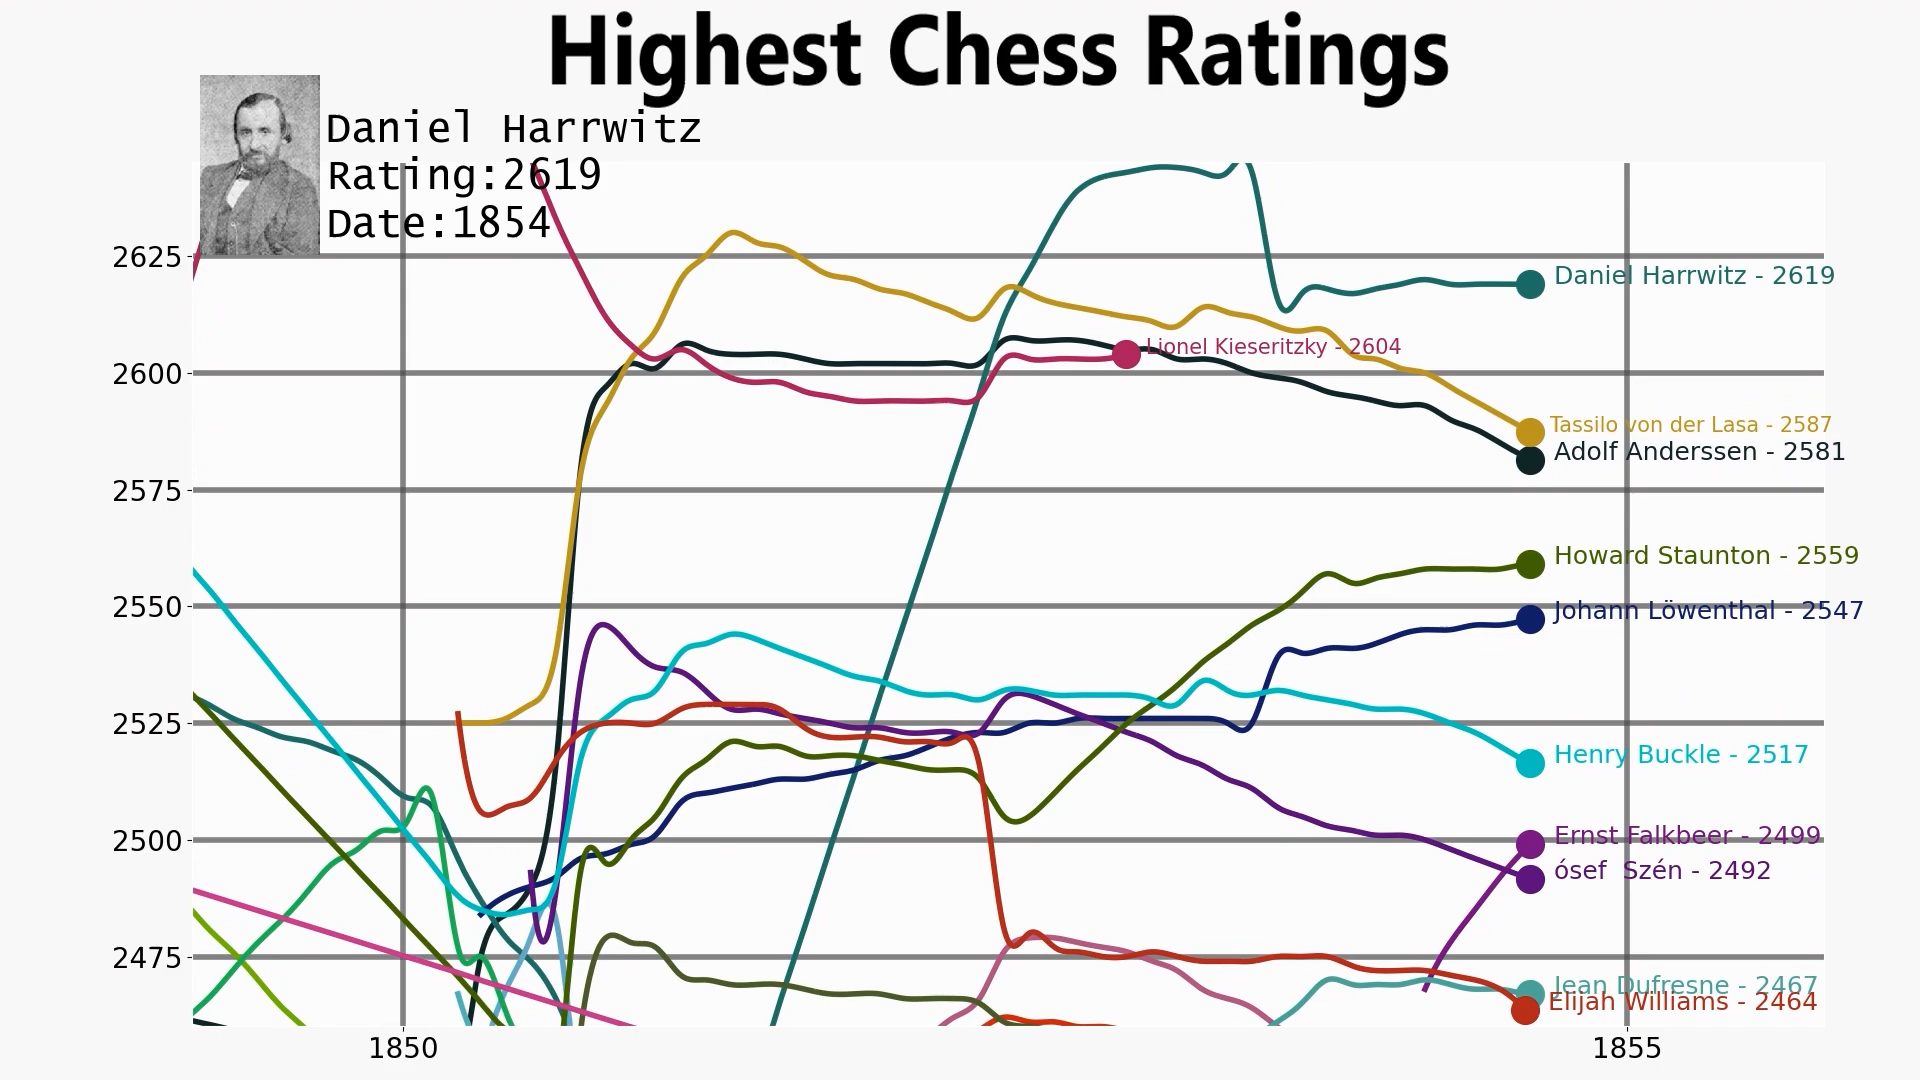 Highest Chess Ratings
Daniel Harrwitz
Rating:2619
Date:1854
2625
Daniel Harrwitz - 2619
Lionel Kieseritzky - 2604
2600
Tassilo von der Lasa - 2587
Adolf Anderssen - 2581
2575
Howard Staunton - 2559
2550
Johann Löwenthal - 2547
2525
Henry Buckle - 2517
2500
Ernst Falkbeer - 2499
ósef  Szén - 2492
2475
Jean Dufresne - 2467
Elijah Williams - 2464
1850
1855